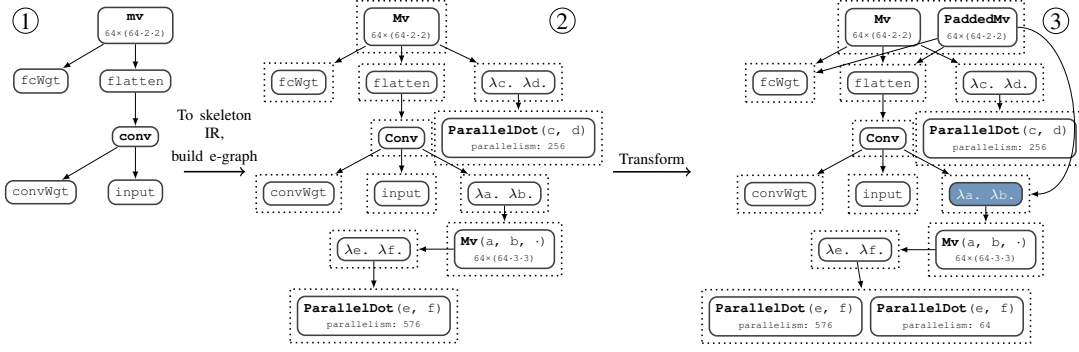 1
mv
64×(64·2·2)
fcWgt
flatten
conv
convWgt
input
To skeleton
IR,
build e-graph
2
Mv
64×(64·2·2)
fcWgt
flatten
λc. λd.
Conv
ParallelDot(c, d)
parallelism: 256
convWgt
input
λa. λb.
λe. λf.
Mv(a, b, ·)
64×(64·3·3)
ParallelDot(e, f)
parallelism: 576
Transform
3
Mv
64×(64·2·2)
PaddedMv
64×(64·2·2)
fcWgt
flatten
λc. λd.
Conv
ParallelDot(c, d)
parallelism: 256
convWgt
input
λa. λb.
λe. λf.
Mv(a, b, ·)
64×(64·3·3)
ParallelDot(e, f)
parallelism: 576
ParallelDot(e, f)
parallelism: 64